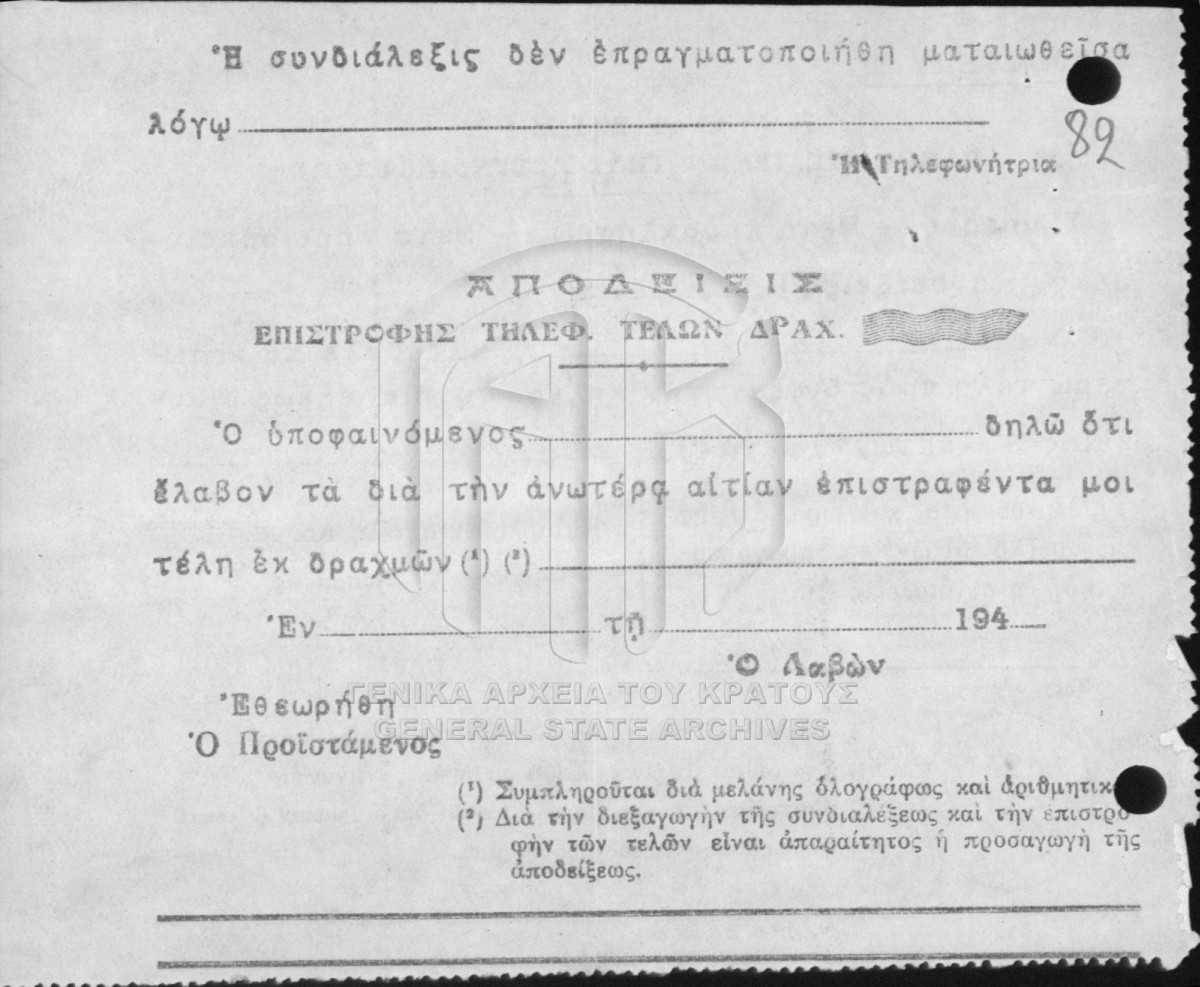 Ἡ συνδιάλεξις δὲν ἐπραγματοποιήθη ματαιωθεῖσα
λόγῳ
82
Ἡ Τηλεφωνήτρια
ΑΠΟΔΕΙΞΙΣ
ΕΠΙΣΤΡΟΦΗΣ ΤΗΛΕΦ. ΤΕΛΩΝ ΔΡΑΧ.
Ὁ ὑποφαινόμενος δηλῶ ὅτι
ἔλαβον τὰ διὰ τὴν ἀνωτέρᾳ αἰτίαν ἐπιστραφέντα μοι
τέλη ἐκ δραχμῶν (¹) (²)
Ἐν τῇ 194
Ὁ Λαβὼν
ΓΕΝΙΚΑ ΑΡΧΕΙΑ ΤΟΥ ΚΡΑΤΟΥΣ
Ἐθεωρήθη
GENERAL STATE ARCHIVES
Ὁ Προϊστάμενος
(¹) Συμπληροῦται διὰ μελάνης ὁλογράφως καὶ ἀριθμητικ
(²) Διὰ τὴν διεξαγωγὴν τῆς συνδιαλέξεως καὶ τὴν ἐπιστρο
φὴν τῶν τελῶν εἶναι ἀπαραίτητος ἡ προσαγωγὴ τῆς
ἀποδείξεως.